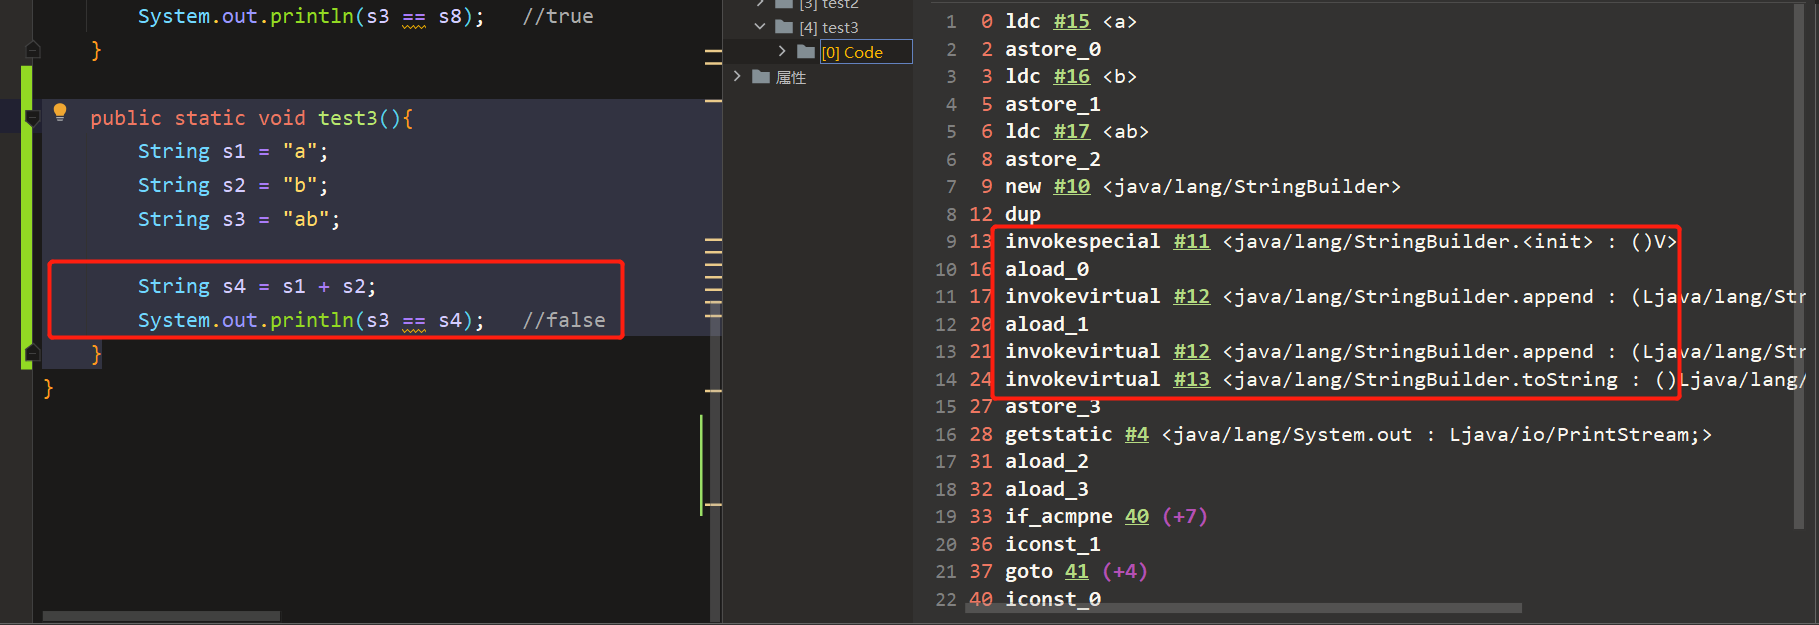 System.out.println(s3 == s8);   //true
}
public static void test3(){
String s1 = "a";
String s2 = "b";
String s3 = "ab";
String s4 = s1 + s2;
System.out.println(s3 == s4);   //false
}
}
[3] test2
[4] test3
[0] Code
属性
1 0 ldc #15 <a>
2 2 astore_0
3 3 ldc #16 <b>
4 5 astore_1
5 6 ldc #17 <ab>
6 8 astore_2
7 9 new #10 <java/lang/StringBuilder>
8 12 dup
9 13 invokespecial #11 <java/lang/StringBuilder.<init> : ()V>
10 16 aload_0
11 17 invokevirtual #12 <java/lang/StringBuilder.append : (Ljava/lang/Str
12 20 aload_1
13 21 invokevirtual #12 <java/lang/StringBuilder.append : (Ljava/lang/Str
14 24 invokevirtual #13 <java/lang/StringBuilder.toString : ()Ljava/lang/
15 27 astore_3
16 28 getstatic #4 <java/lang/System.out : Ljava/io/PrintStream;>
17 31 aload_2
18 32 aload_3
19 33 if_acmpne 40 (+7)
20 36 iconst_1
21 37 goto 41 (+4)
22 40 iconst_0